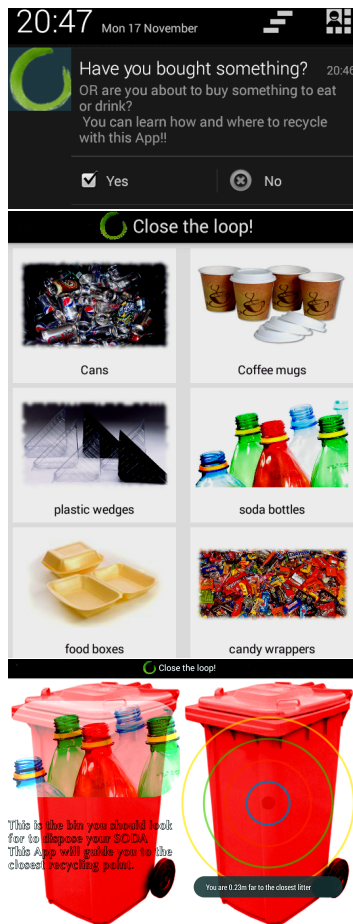 20:47 Mon 17 November
Have you bought something? 20:46
OR are you about to buy something to eat
or drink?
You can learn how and where to recycle
with this App!!
Yes No
Close the loop!
Cans Coffee mugs
plastic wedges soda bottles
food boxes candy wrappers
Close the loop!
This is the bin you should look
for to dispose your SODA
This App will guide you to the
closest recycling point.
You are 0.23m far to the closest litter